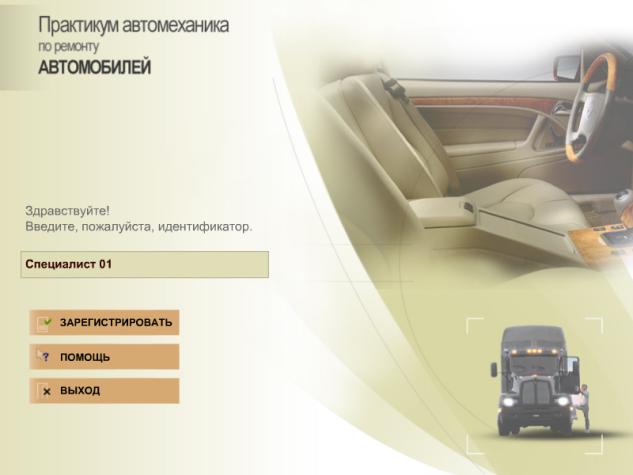 Практикум автомеханика
по ремонту
АВТОМОБИЛЕЙ
Здравствуйте!
Введите, пожалуйста, идентификатор.
Специалист 01
ЗАРЕГИСТРИРОВАТЬ
ПОМОЩЬ
ВЫХОД